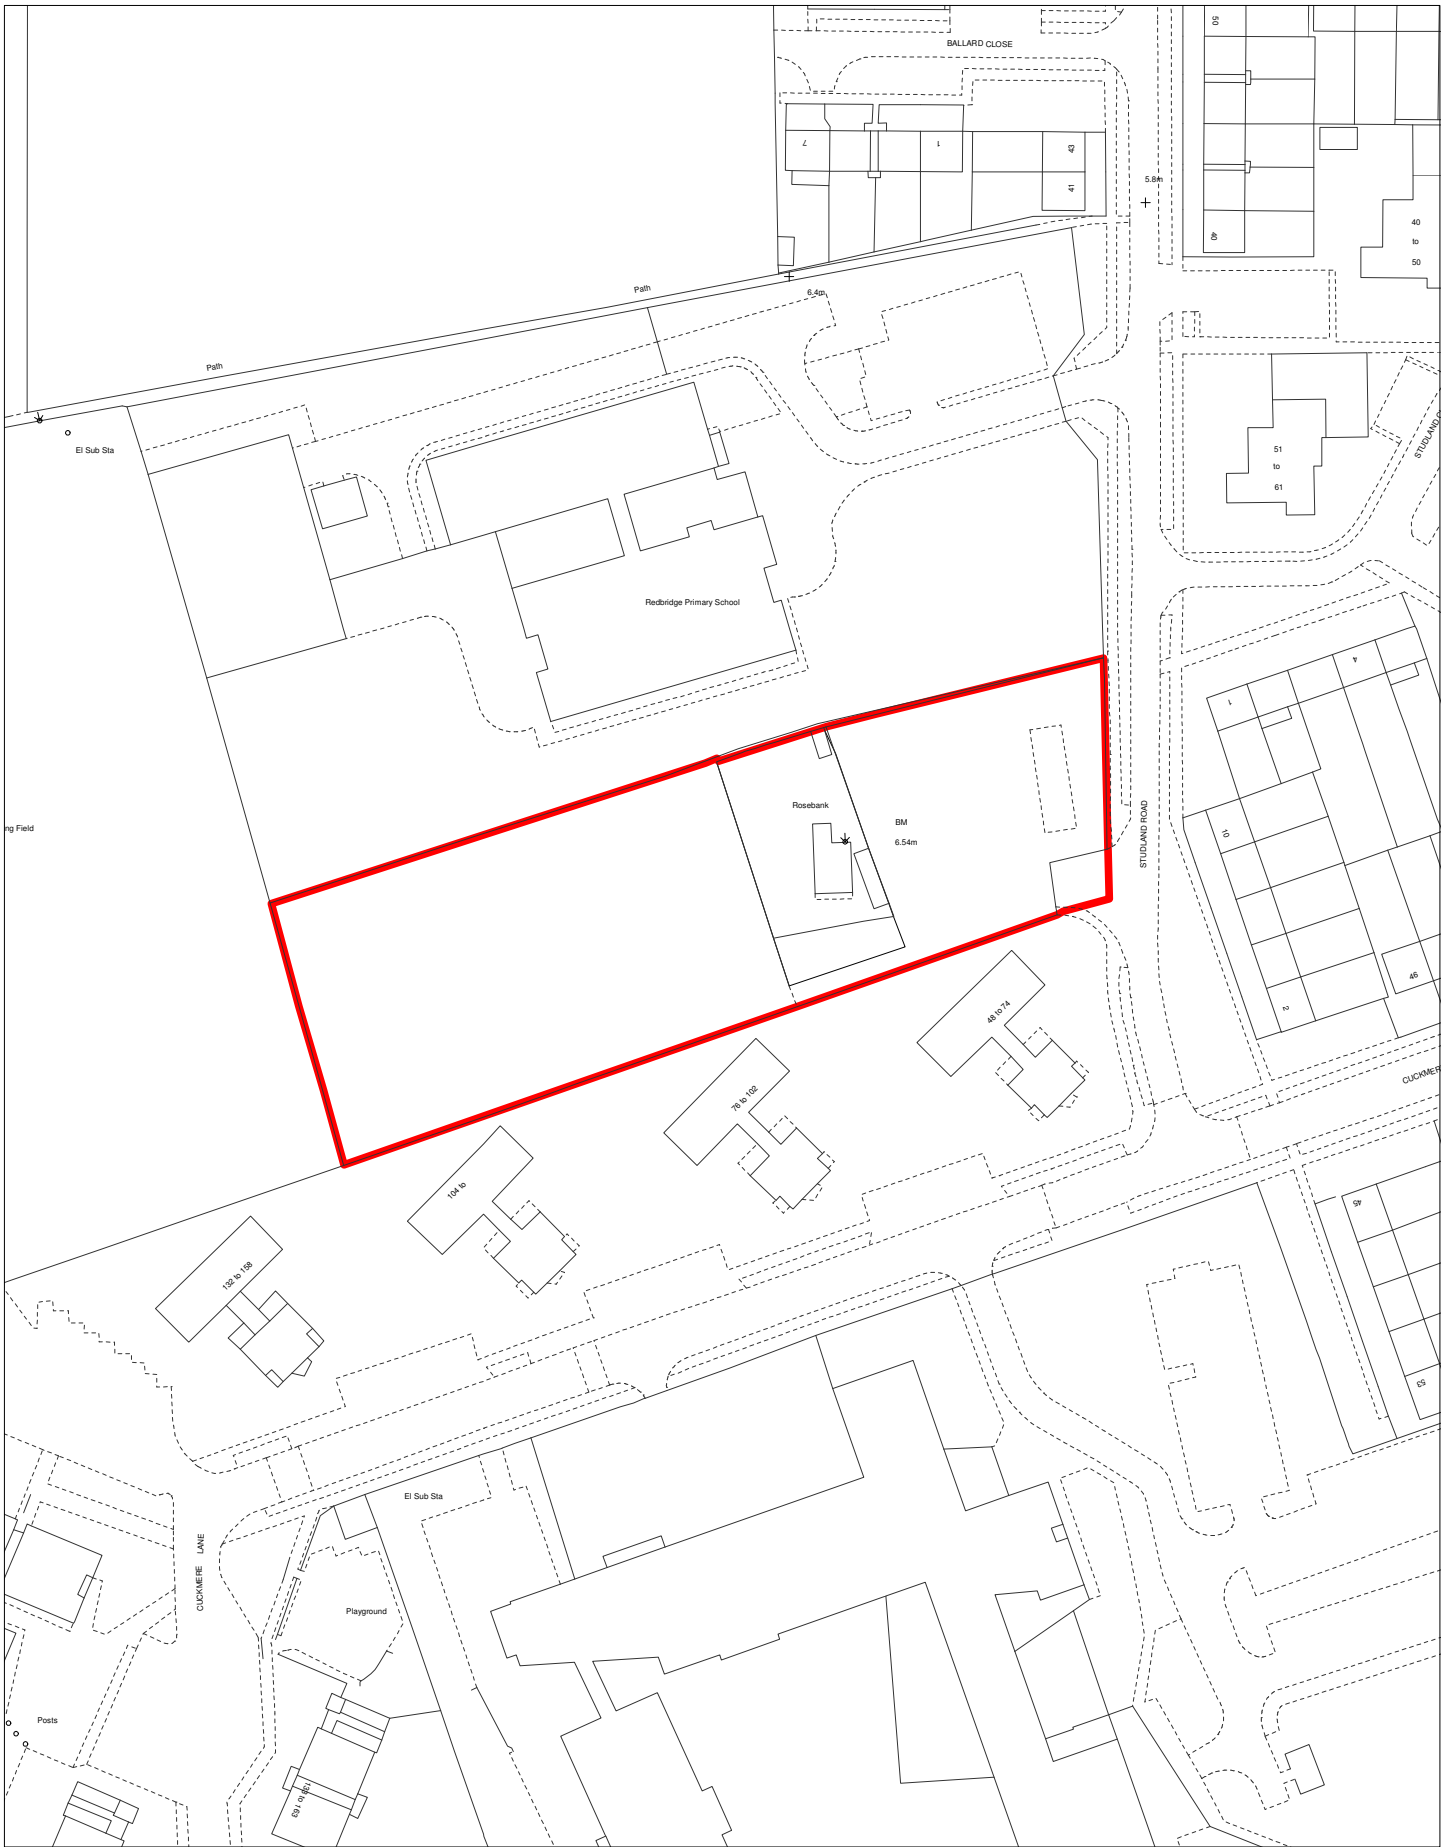 50
BALLARD CLOSE
7
1
43
41
5.8m
40
40
to
50
Path
6.4m
Path
El Sub Sta
51
to
61
Redbridge Primary School
4
1
Rosebank
BM
6.54m
STUDLAND ROAD
ng Field
10
46
2
48 to 74
76 to 102
CUCKMER
104 to
132 to 158
45
53
El Sub Sta
CUCKMERE LANE
Playground
Posts